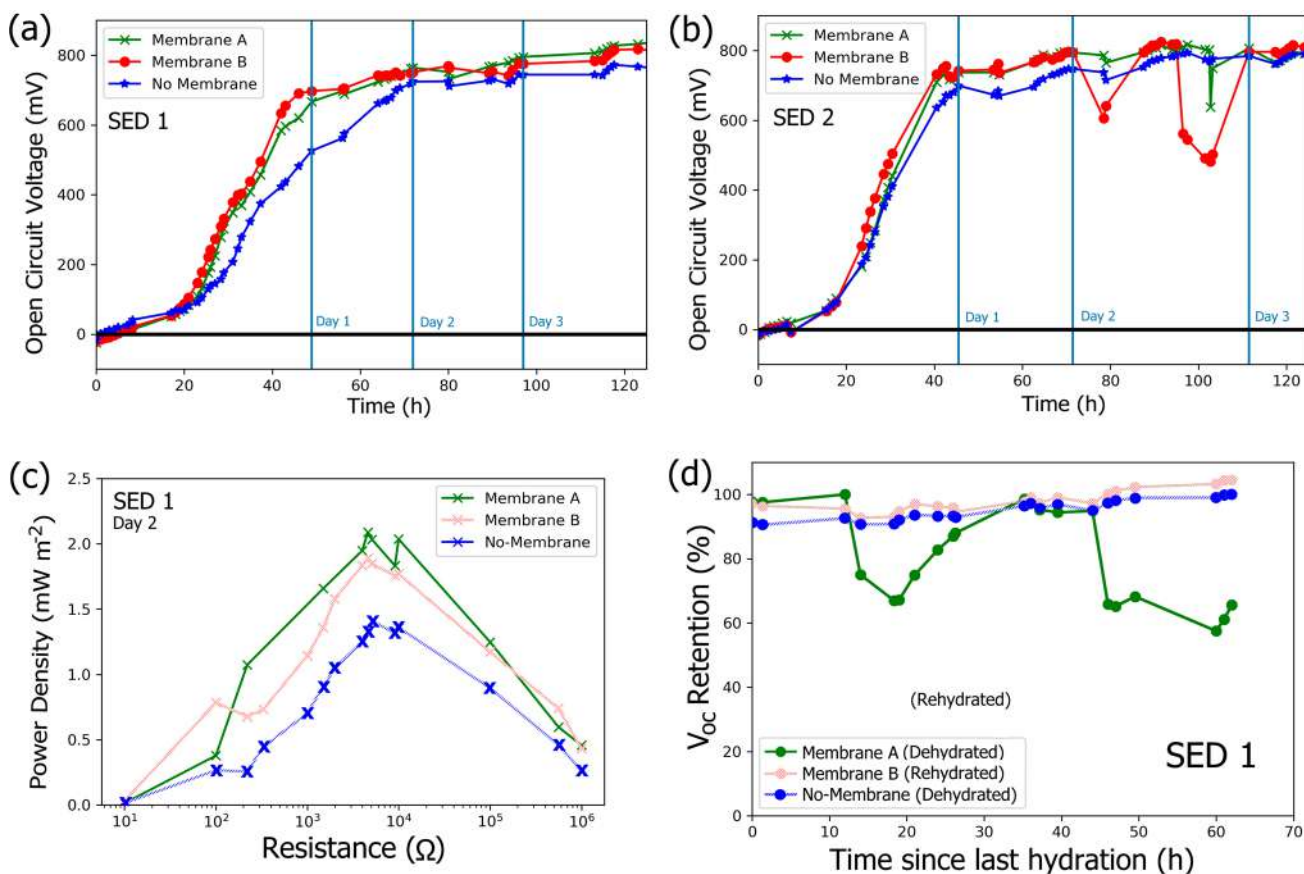 (a)
Membrane A
Membrane B
No Membrane
SED 1
Open Circuit Voltage (mV)
800
600
400
200
0
Day 1
Day 2
Day 3
0
20
40
60
80
100
120
Time (h)
(b)
Membrane A
Membrane B
No Membrane
SED 2
Open Circuit Voltage (mV)
800
600
400
200
0
Day 1
Day 2
Day 3
0
20
40
60
80
100
120
Time (h)
(c)
SED 1
Day 2
Membrane A
Membrane B
No-Membrane
Power Density (mW m⁻²)
2.5
2.0
1.5
1.0
0.5
0.0
10¹
10²
10³
10⁴
10⁵
10⁶
Resistance (Ω)
(d)
V_OC Retention (%)
100
80
60
40
20
0
(Rehydrated)
Membrane A (Dehydrated)
Membrane B (Rehydrated)
No-Membrane (Dehydrated)
SED 1
0
10
20
30
40
50
60
70
Time since last hydration (h)